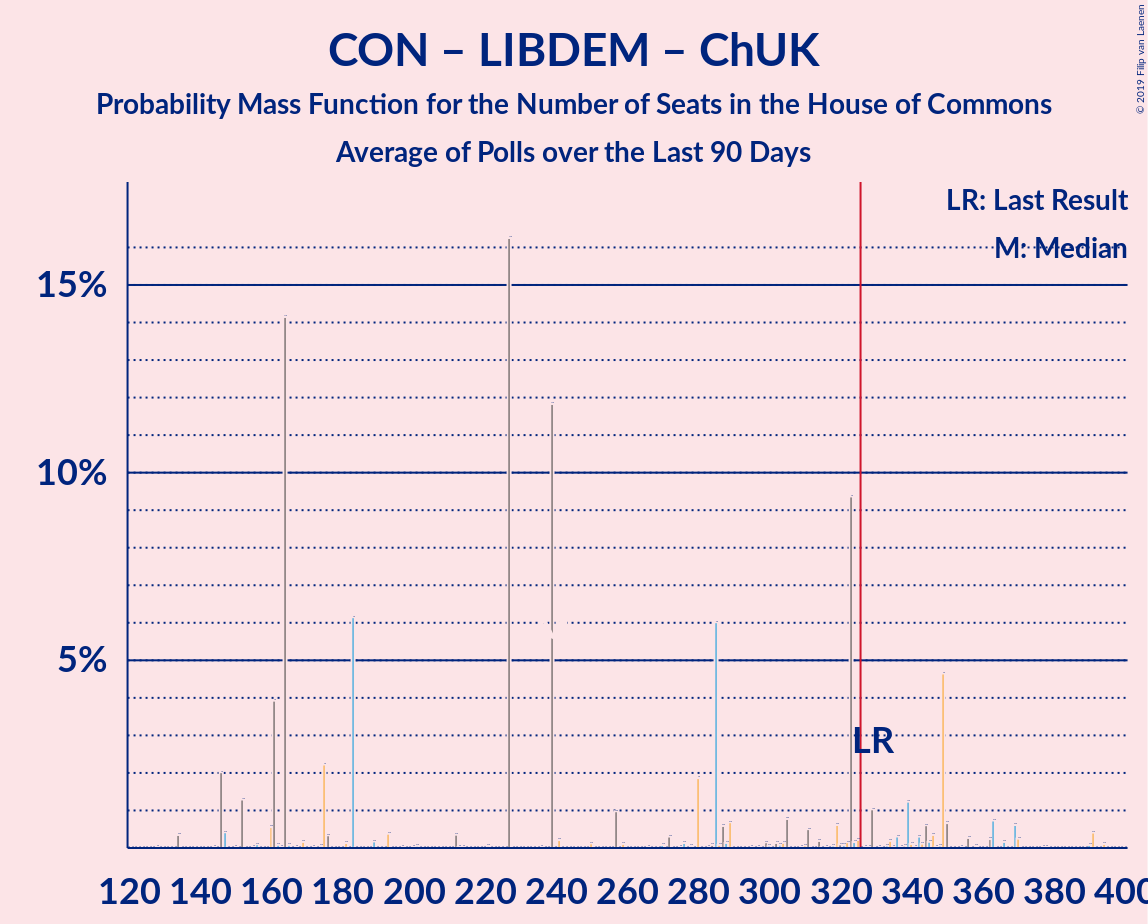 CON – LIBDEM – ChUK
Probability Mass Function for the Number of Seats in the House of Commons
Average of Polls over the Last 90 Days
© 2019 Filip van Laenen
LR: Last Result
M: Median
15%
10%
5%
LR
120 140 160 180 200 220 240 260 280 300 320 340 360 380 400